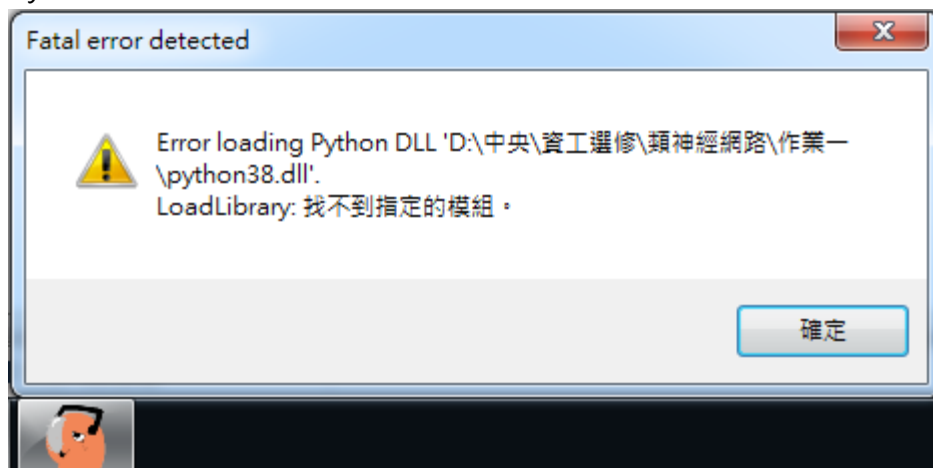 Fatal error detected
Error loading Python DLL 'D:\中央\資工選修\類神經網路\作業一
\python38.dll'.
LoadLibrary: 找不到指定的模組。
確定